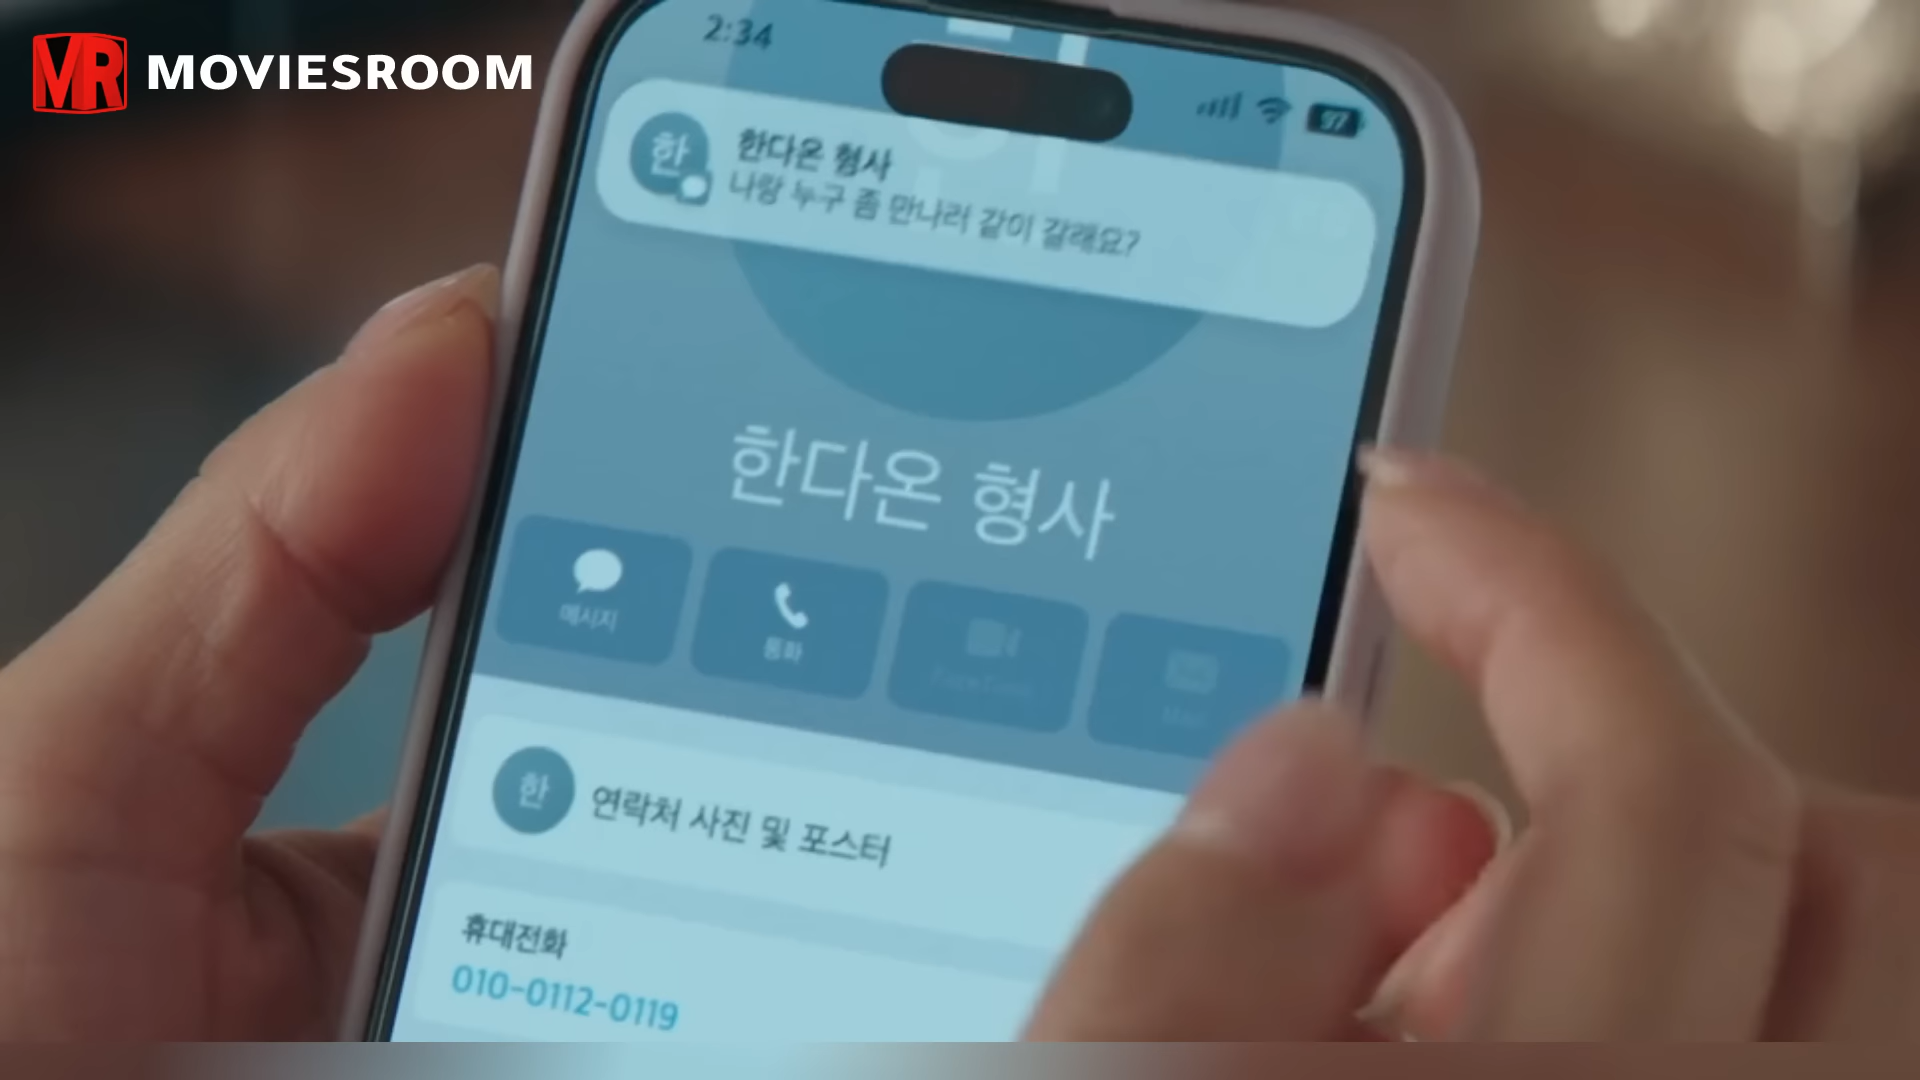 MOVIESROOM
2:34
97
한
한다온 형사
나랑 누구 좀 만나러 같이 갈래요?
한다온 형사
메시지
통화
한
연락처 사진 및 포스터
휴대전화
010-0112-0119